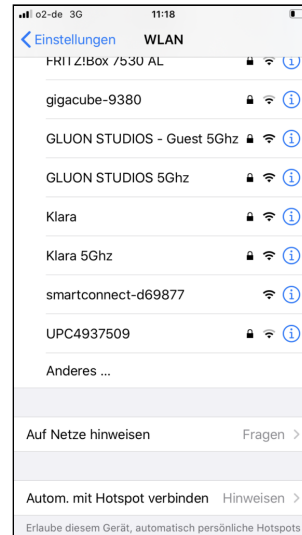 o2-de 3G 11:18
Einstellungen WLAN
FRITZ!Box 7530 AL
gigacube-9380
GLUON STUDIOS - Guest 5Ghz
GLUON STUDIOS 5Ghz
Klara
Klara 5Ghz
smartconnect-d69877
UPC4937509
Anderes ...
Auf Netze hinweisen Fragen
Autom. mit Hotspot verbinden Hinweisen
Erlaube diesem Gerät, automatisch persönliche Hotspots